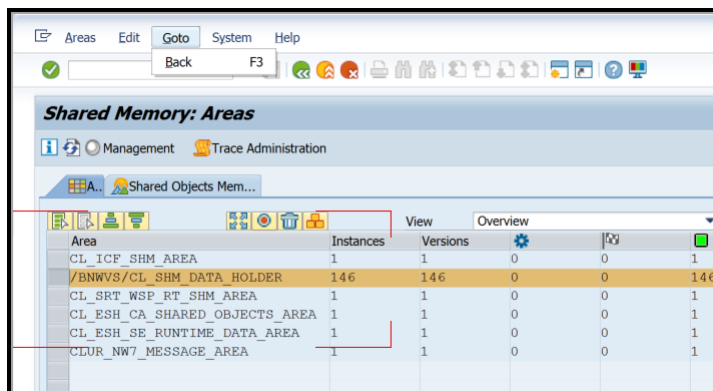 Areas Edit Goto System Help
Back F3
Shared Memory: Areas
Management Trace Administration
A.. Shared Objects Mem...
View Overview
Area Instances Versions
CL_ICF_SHM_AREA 1 1 0 0 1
/BNWVS/CL_SHM_DATA_HOLDER 146 146 0 0 146
CL_SRT_WSP_RT_SHM_AREA 1 1 0 0 1
CL_ESH_CA_SHARED_OBJECTS_AREA 1 1 0 0 1
CL_ESH_SE_RUNTIME_DATA_AREA 1 1 0 0 1
CLUR_NW7_MESSAGE_AREA 1 1 0 0 1